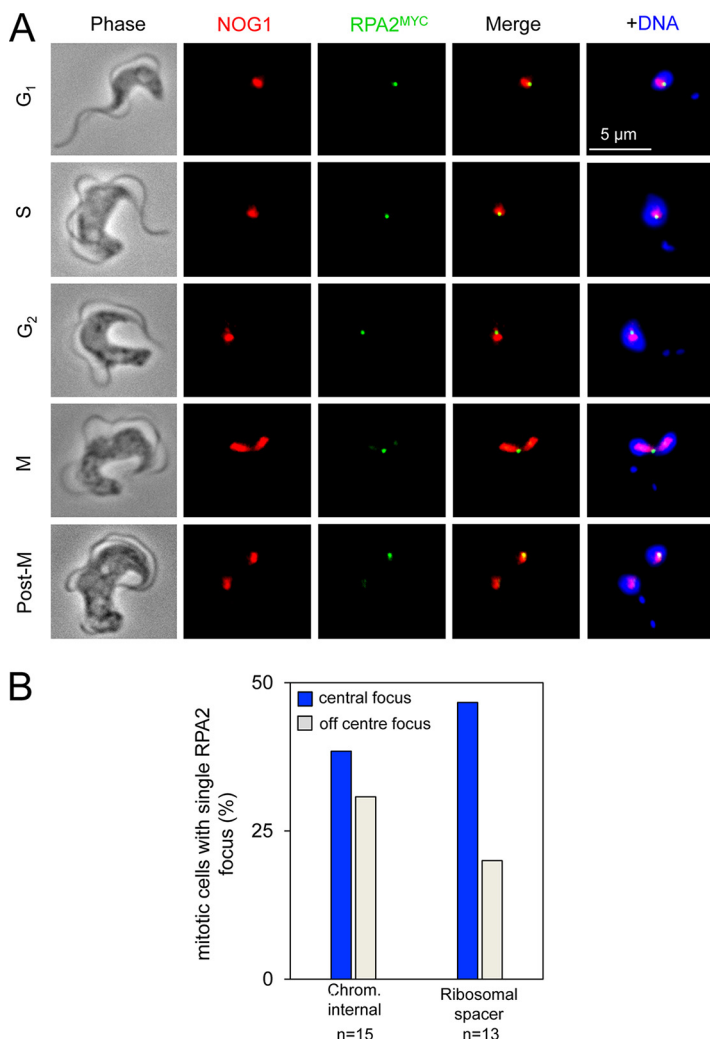 A
Phase NOG1 RPA2MYC Merge +DNA
G1
5 µm
S
G2
M
Post-M
B
mitotic cells with single RPA2
focus (%)
50
central focus
off centre focus
25
0
Chrom. Ribosomal
internal spacer
n=15 n=13